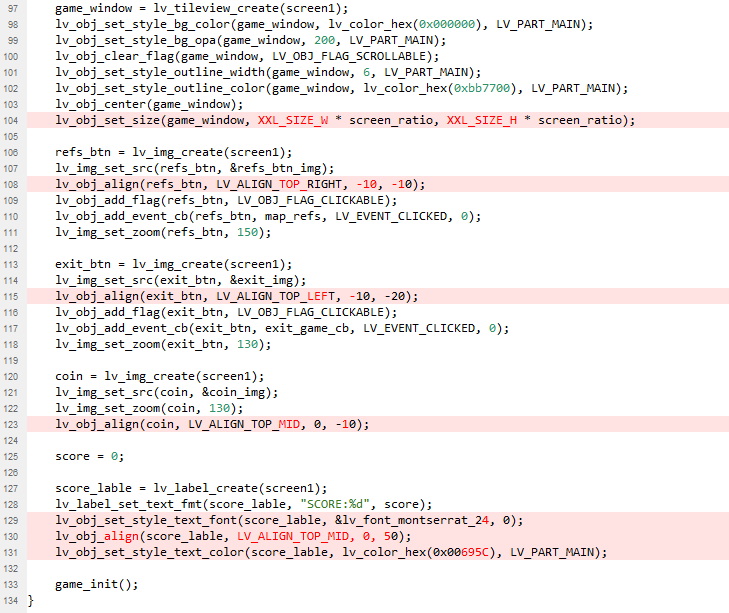 97 game_window = lv_tileview_create(screen1);
98 lv_obj_set_style_bg_color(game_window, lv_color_hex(0x000000), LV_PART_MAIN);
99 lv_obj_set_style_bg_opa(game_window, 200, LV_PART_MAIN);
100 lv_obj_clear_flag(game_window, LV_OBJ_FLAG_SCROLLABLE);
101 lv_obj_set_style_outline_width(game_window, 6, LV_PART_MAIN);
102 lv_obj_set_style_outline_color(game_window, lv_color_hex(0xbb7700), LV_PART_MAIN);
103 lv_obj_center(game_window);
104 lv_obj_set_size(game_window, XXL_SIZE_W * screen_ratio, XXL_SIZE_H * screen_ratio);
105
106 refs_btn = lv_img_create(screen1);
107 lv_img_set_src(refs_btn, &refs_btn_img);
108 lv_obj_align(refs_btn, LV_ALIGN_TOP_RIGHT, -10, -10);
109 lv_obj_add_flag(refs_btn, LV_OBJ_FLAG_CLICKABLE);
110 lv_obj_add_event_cb(refs_btn, map_refs, LV_EVENT_CLICKED, 0);
111 lv_img_set_zoom(refs_btn, 150);
112
113 exit_btn = lv_img_create(screen1);
114 lv_img_set_src(exit_btn, &exit_img);
115 lv_obj_align(exit_btn, LV_ALIGN_TOP_LEFT, -10, -20);
116 lv_obj_add_flag(exit_btn, LV_OBJ_FLAG_CLICKABLE);
117 lv_obj_add_event_cb(exit_btn, exit_game_cb, LV_EVENT_CLICKED, 0);
118 lv_img_set_zoom(exit_btn, 130);
119
120 coin = lv_img_create(screen1);
121 lv_img_set_src(coin, &coin_img);
122 lv_img_set_zoom(coin, 130);
123 lv_obj_align(coin, LV_ALIGN_TOP_MID, 0, -10);
124
125 score = 0;
126
127 score_lable = lv_label_create(screen1);
128 lv_label_set_text_fmt(score_lable, "SCORE:%d", score);
129 lv_obj_set_style_text_font(score_lable, &lv_font_montserrat_24, 0);
130 lv_obj_align(score_lable, LV_ALIGN_TOP_MID, 0, 50);
131 lv_obj_set_style_text_color(score_lable, lv_color_hex(0x00695C), LV_PART_MAIN);
132
133 game_init();
134 }